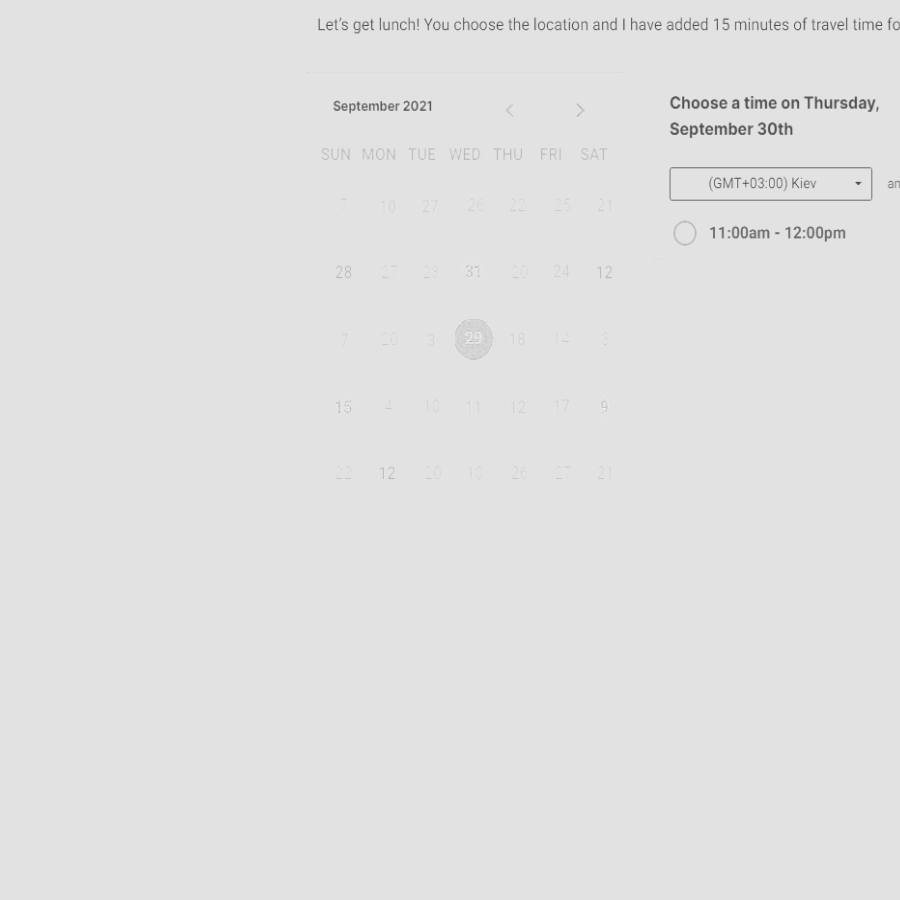 Let's get lunch! You choose the location and I have added 15 minutes of travel time fo
September 2021
SUN MON TUE WED THU FRI SAT
7 10 27 26 22 25 21
28 27 23 31 20 24 12
7 20 3 29 18 14
15 4 10 11 12 17 9
22 12 20 26 27 21
Choose a time on Thursday,
September 30th
(GMT+03:00) Kiev an
11:00am - 12:00pm